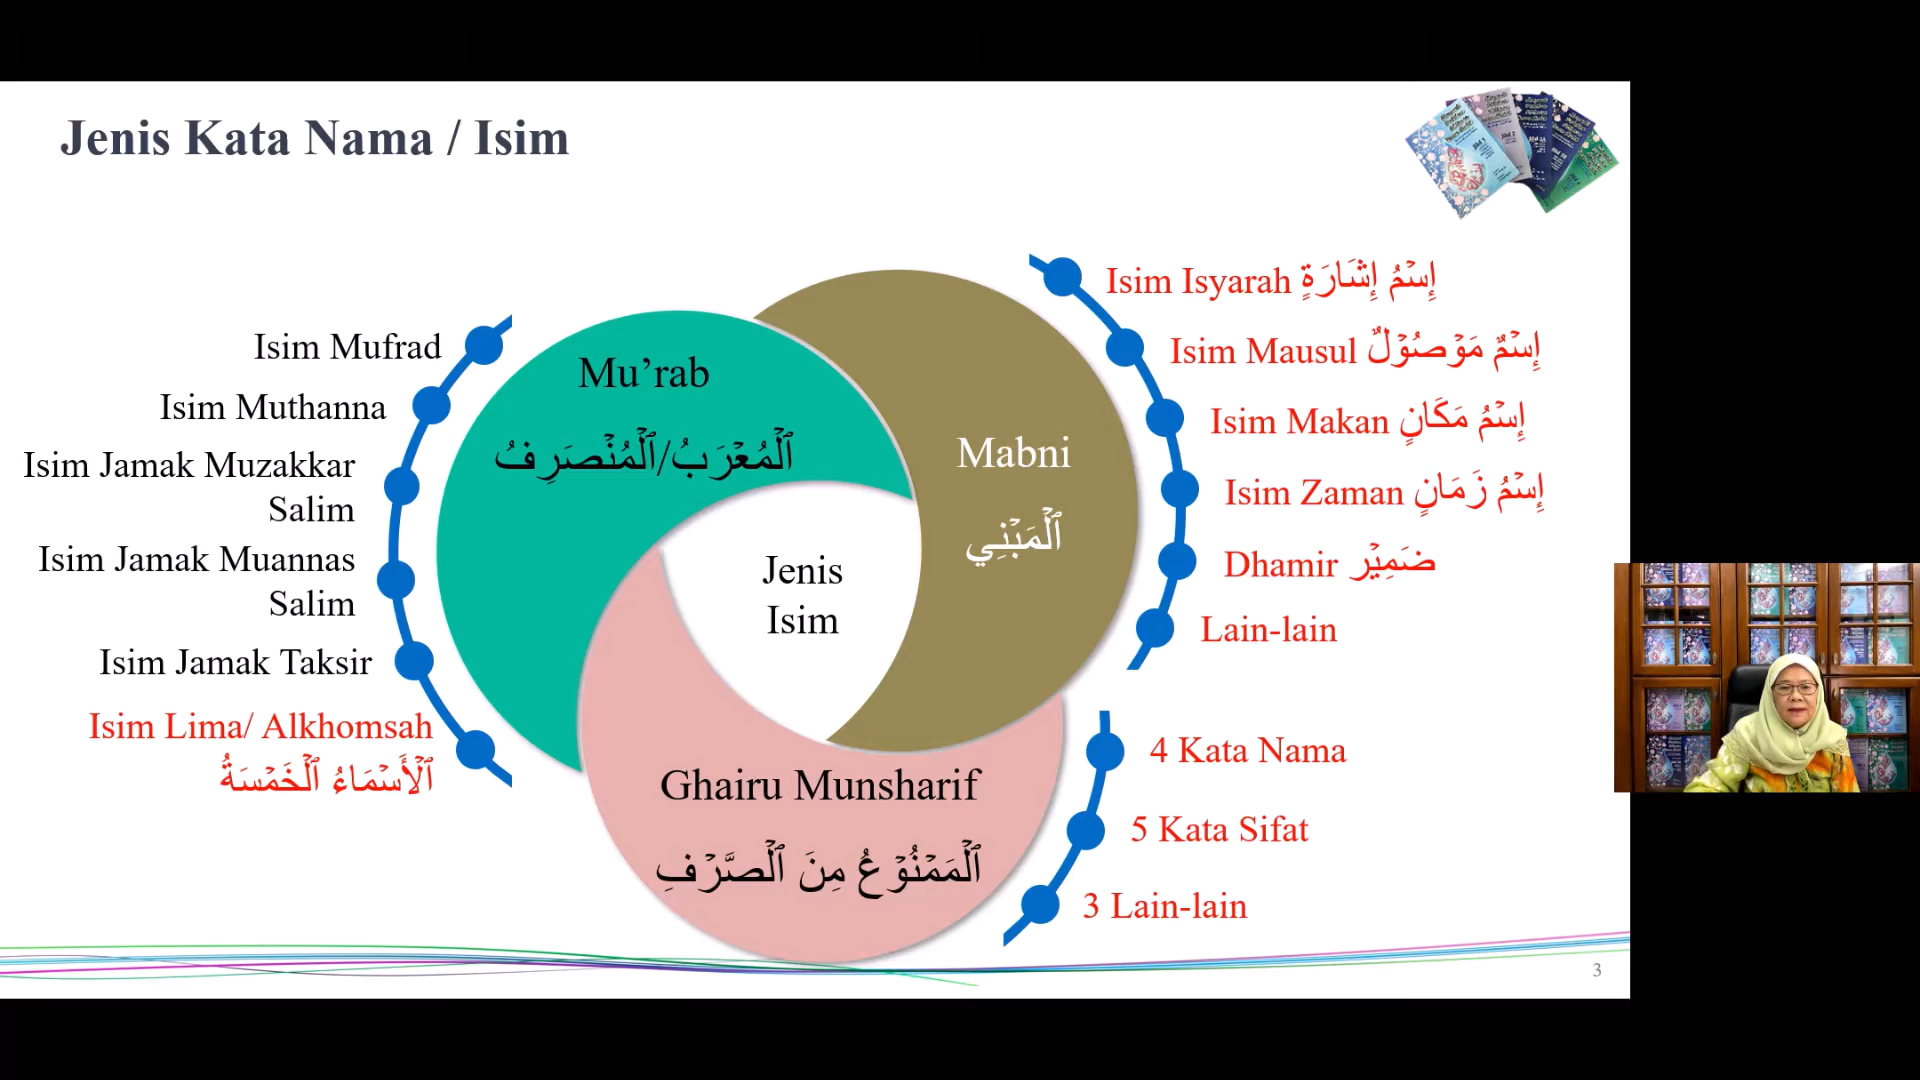 Jenis Kata Nama / Isim
Isim Mufrad
Isim Muthanna
Isim Jamak Muzakkar
Salim
Isim Jamak Muannas
Salim
Isim Jamak Taksir
Isim Lima/ Alkhomsah
ٱلْأَسْمَاءُ ٱلْخَمْسَةُ
Mu’rab
ٱلْمُعْرَبُ/ٱلْمُنْصَرِفُ
Mabni
ٱلْمَبْنِي
Jenis
Isim
Ghairu Munsharif
ٱلْمَمْنُوْعُ مِنَ ٱلْصَّرْفِ
Isim Isyarah إِسْمُ إِشَارَةٍ
Isim Mausul إِسْمٌ مَوْصُوْلٌ
Isim Makan إِسْمُ مَكَانٍ
Isim Zaman إِسْمُ زَمَانٍ
Dhamir ضَمِيْر
Lain-lain
4 Kata Nama
5 Kata Sifat
3 Lain-lain
3